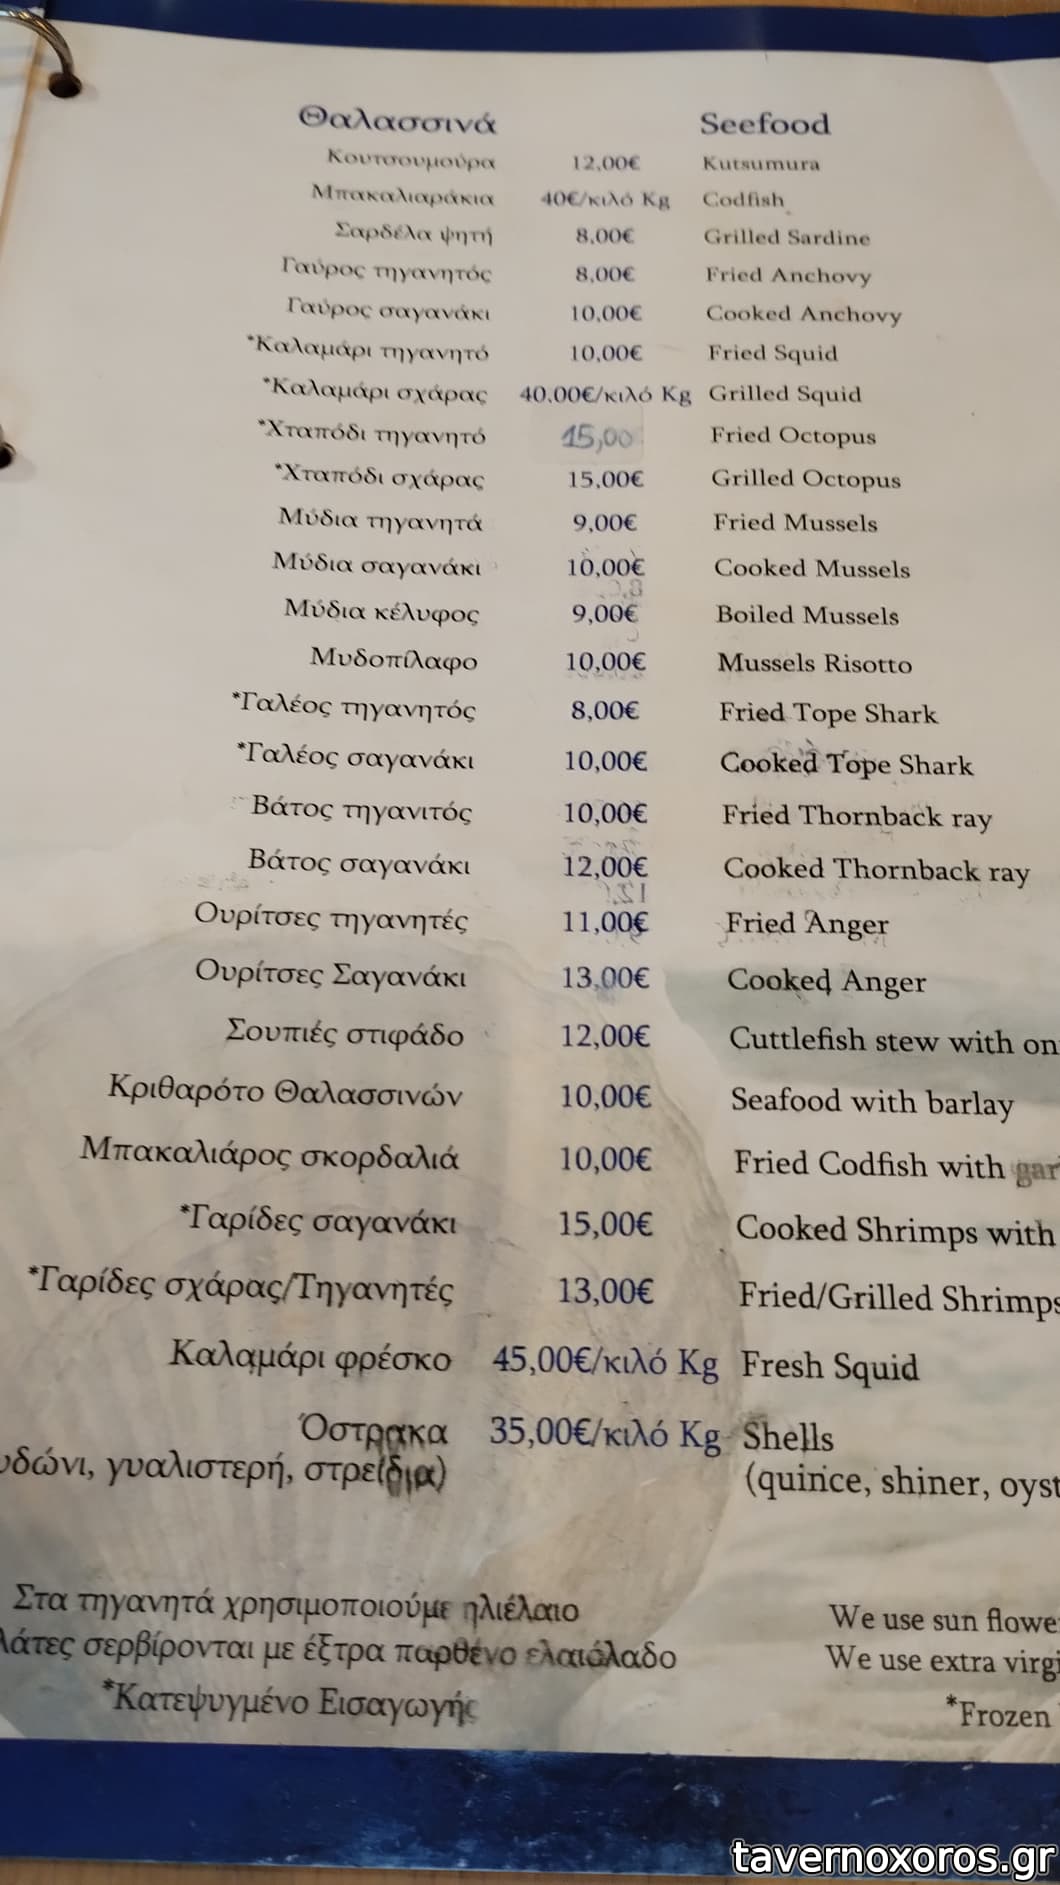 Θαλασσινά Seefood
Κουτσουμούρα 12,00€ Kutsumura
Μπακαλιαράκια 40€/κιλό Kg Codfish
Σαρδέλα ψητή 8,00€ Grilled Sardine
Γαύρος τηγανητός 8,00€ Fried Anchovy
Γαύρος σαγανάκι 10,00€ Cooked Anchovy
*Καλαμάρι τηγανητό 10,00€ Fried Squid
*Καλαμάρι σχάρας 40,00€/κιλό Kg Grilled Squid
*Χταπόδι τηγανητό 15,00 Fried Octopus
*Χταπόδι σχάρας 15,00€ Grilled Octopus
Μύδια τηγανητά 9,00€ Fried Mussels
Μύδια σαγανάκι 10,00€ Cooked Mussels
Μύδια κέλυφος 9,00€ Boiled Mussels
Μυδοπίλαφο 10,00€ Mussels Risotto
*Γαλέος τηγανητός 8,00€ Fried Tope Shark
*Γαλέος σαγανάκι 10,00€ Cooked Tope Shark
Βάτος τηγανιτός 10,00€ Fried Thornback ray
Βάτος σαγανάκι 12,00€ Cooked Thornback ray
Ουρίτσες τηγανητές 11,00€ Fried Anger
Ουρίτσες Σαγανάκι 13,00€ Cooked Anger
Σουπιές στιφάδο 12,00€ Cuttlefish stew with on
Κριθαρότο Θαλασσινών 10,00€ Seafood with barlay
Μπακαλιάρος σκορδαλιά 10,00€ Fried Codfish with gar
*Γαρίδες σαγανάκι 15,00€ Cooked Shrimps with
*Γαρίδες σχάρας/Τηγανητές 13,00€ Fried/Grilled Shrimps
Καλαμάρι φρέσκο 45,00€/κιλό Kg Fresh Squid
Όστρακα 35,00€/κιλό Kg Shells
υδώνι, γυαλιστερή, στρείδια) (quince, shiner, oyst
Στα τηγανητά χρησιμοποιούμε ηλιέλαιο We use sun flowe
λάτες σερβίρονται με έξτρα παρθένο ελαιόλαδο We use extra virgi
*Κατεψυγμένο Εισαγωγής *Frozen
tavernoxoros.gr